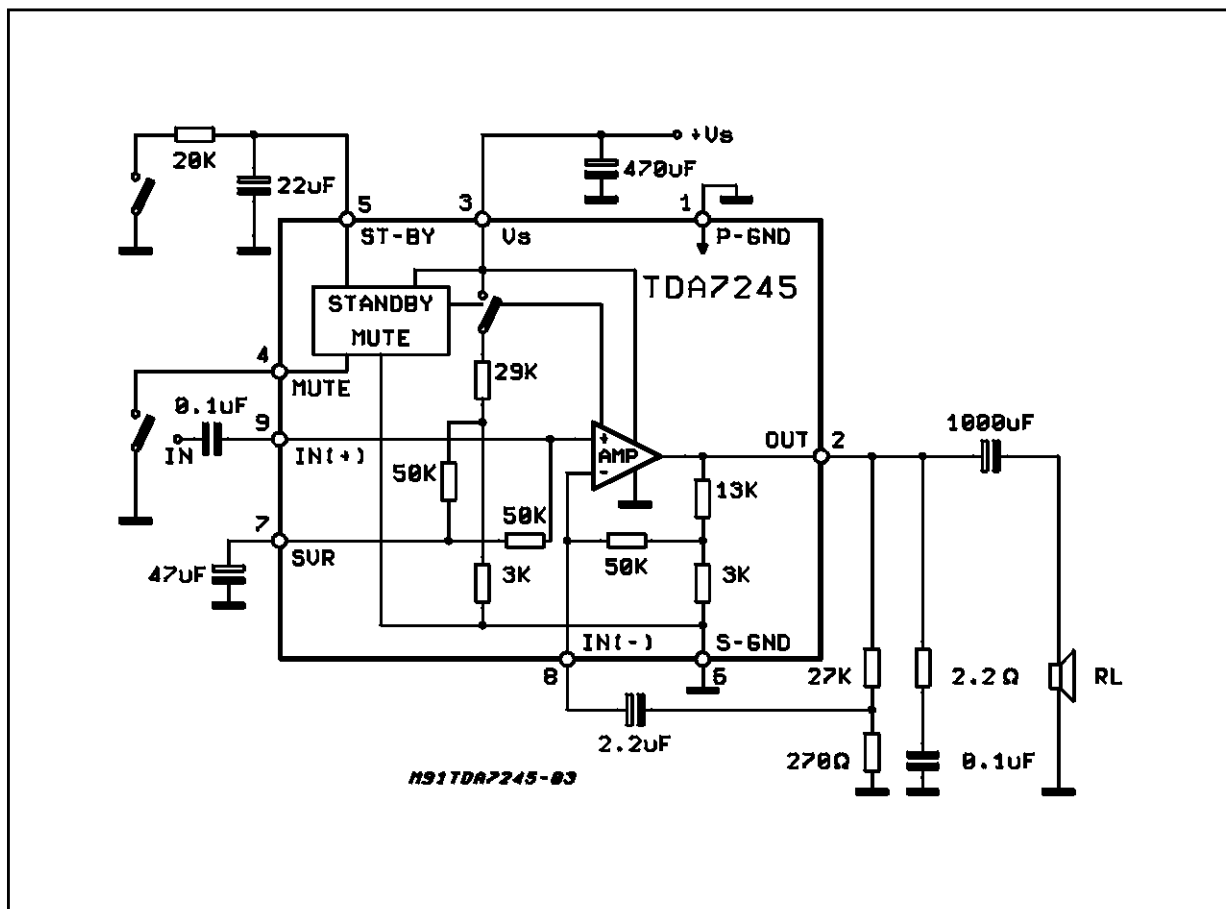 +Vs
20K
470uF
22uF
5
3
1
ST-BY
Vs
P-GND
TDA7245
STANDBY
MUTE
4
29K
MUTE
0.1uF
9
1000uF
OUT
2
IN
IN(+)
+
AMP
-
50K
13K
50K
7
SVR
50K
47uF
3K
3K
IN(-)
S-GND
8
6
27K
2.2Ω
RL
2.2uF
270Ω
0.1uF
M91TDA7245-03